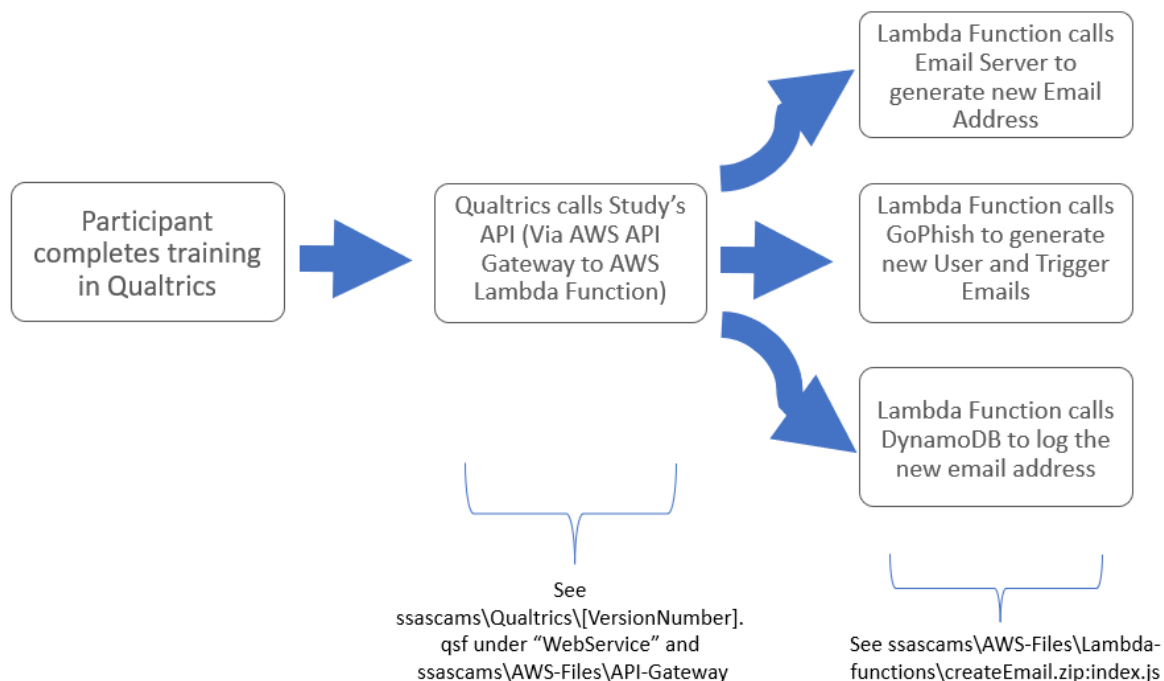 Participant
completes training
in Qualtrics
Qualtrics calls Study’s
API (Via AWS API
Gateway to AWS
Lambda Function)
Lambda Function calls
Email Server to
generate new Email
Address
Lambda Function calls
GoPhish to generate
new User and Trigger
Emails
Lambda Function calls
DynamoDB to log the
new email address
See
ssascams\Qualtrics\[VersionNumber].
qsf under “WebService” and
ssascams\AWS-Files\API-Gateway
See ssascams\AWS-Files\Lambda-
functions\createEmail.zip:index.js